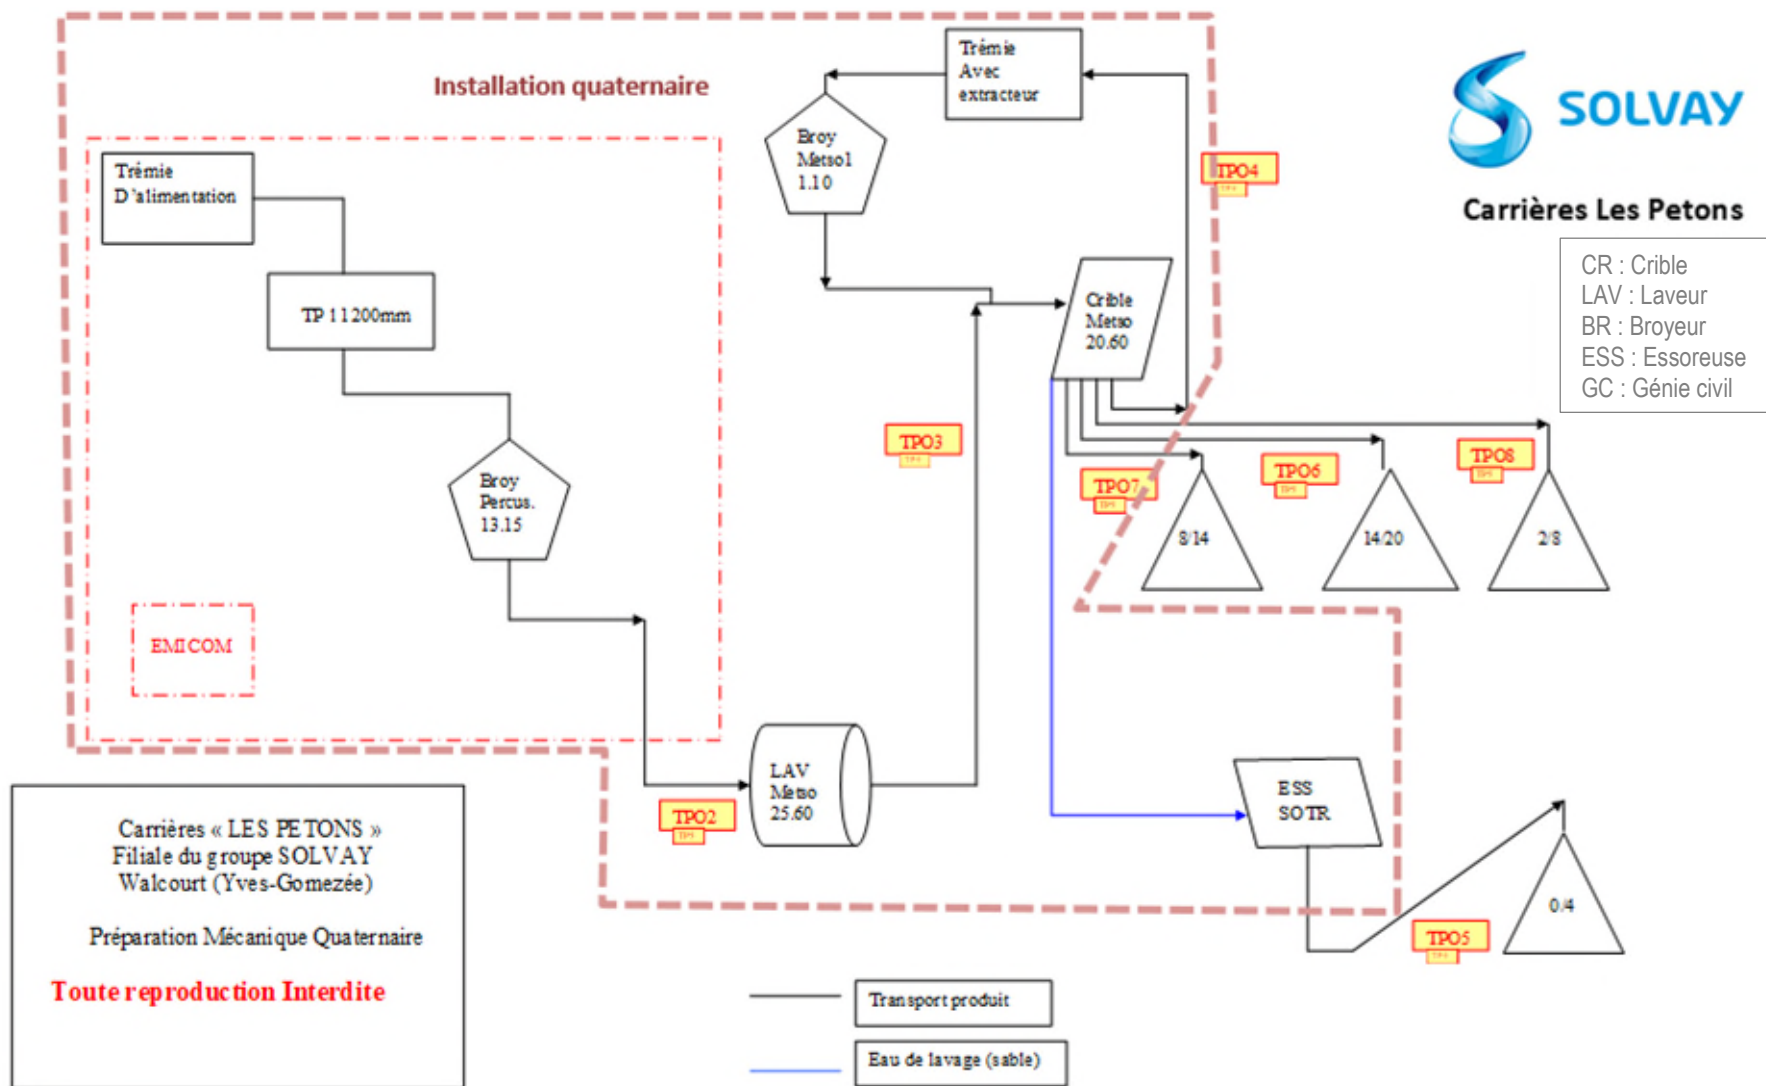 Installation quaternaire
Trémie
Avec
extracteur
SOLVAY
Carrières Les Petons
CR : Crible
LAV : Laveur
BR : Broyeur
ESS : Essoreuse
GC : Génie civil
Trémie
D'alimentation
TP 1 1200mm
Broy
Percus.
13.15
EMICOM
Broy
Metso1
1.10
TPO4
Crible
Metso
20.60
TPO3
TPO7
TPO6
TPO8
8/14
14/20
2/8
TPO2
LAV
Metso
25.60
ESS
SOTR
TPO5
0/4
Carrières « LES PETONS »
Filiale du groupe SOLVAY
Walcourt (Yves-Gomezée)
Préparation Mécanique Quaternaire
Toute reproduction Interdite
Transport produit
Eau de lavage (sable)